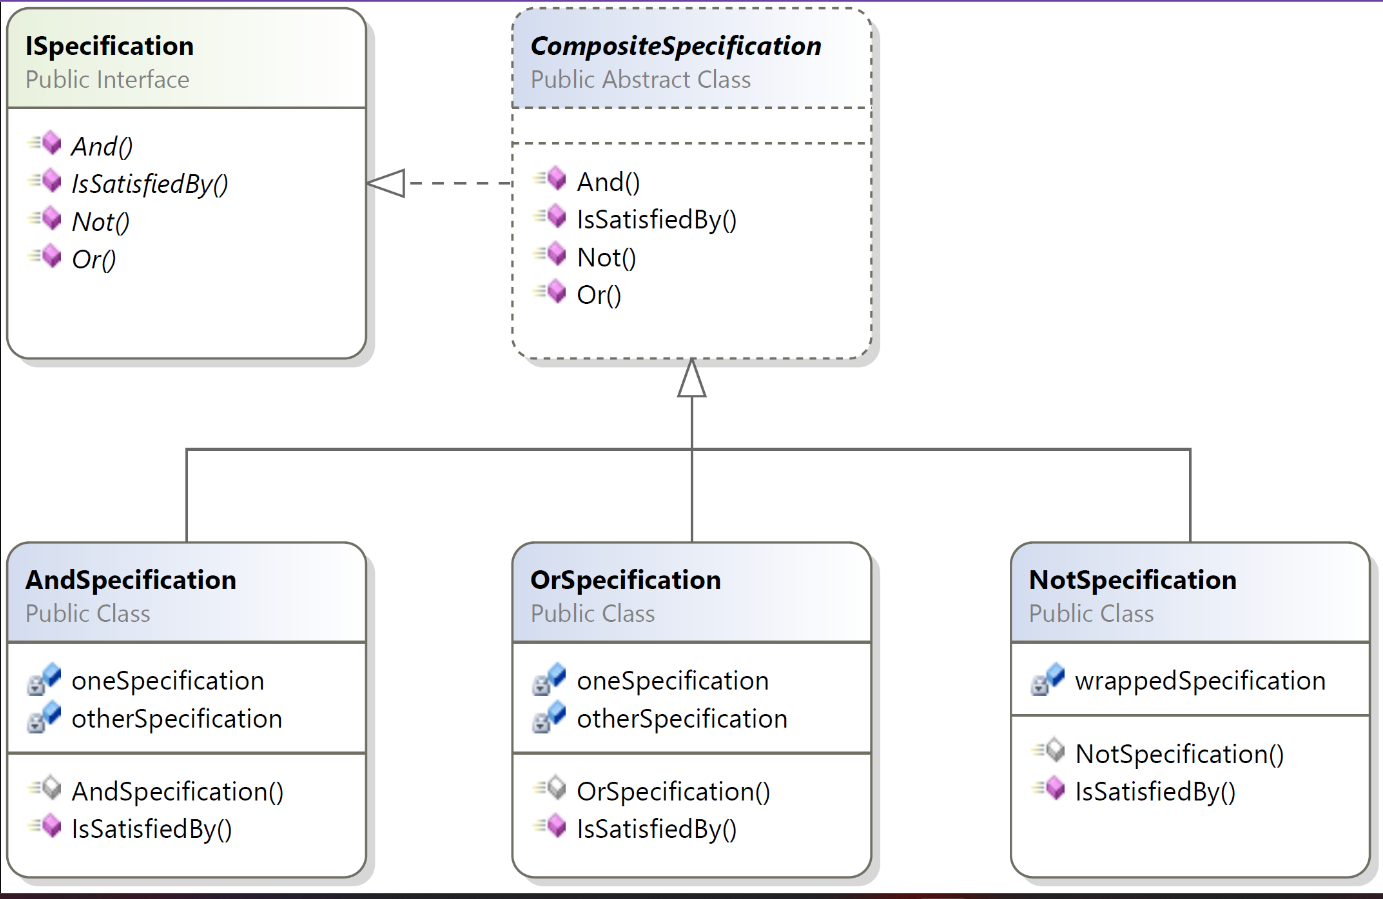 ISpecification
Public Interface
And()
IsSatisfiedBy()
Not()
Or()
CompositeSpecification
Public Abstract Class
And()
IsSatisfiedBy()
Not()
Or()
AndSpecification
Public Class
oneSpecification
otherSpecification
AndSpecification()
IsSatisfiedBy()
OrSpecification
Public Class
oneSpecification
otherSpecification
OrSpecification()
IsSatisfiedBy()
NotSpecification
Public Class
wrappedSpecification
NotSpecification()
IsSatisfiedBy()